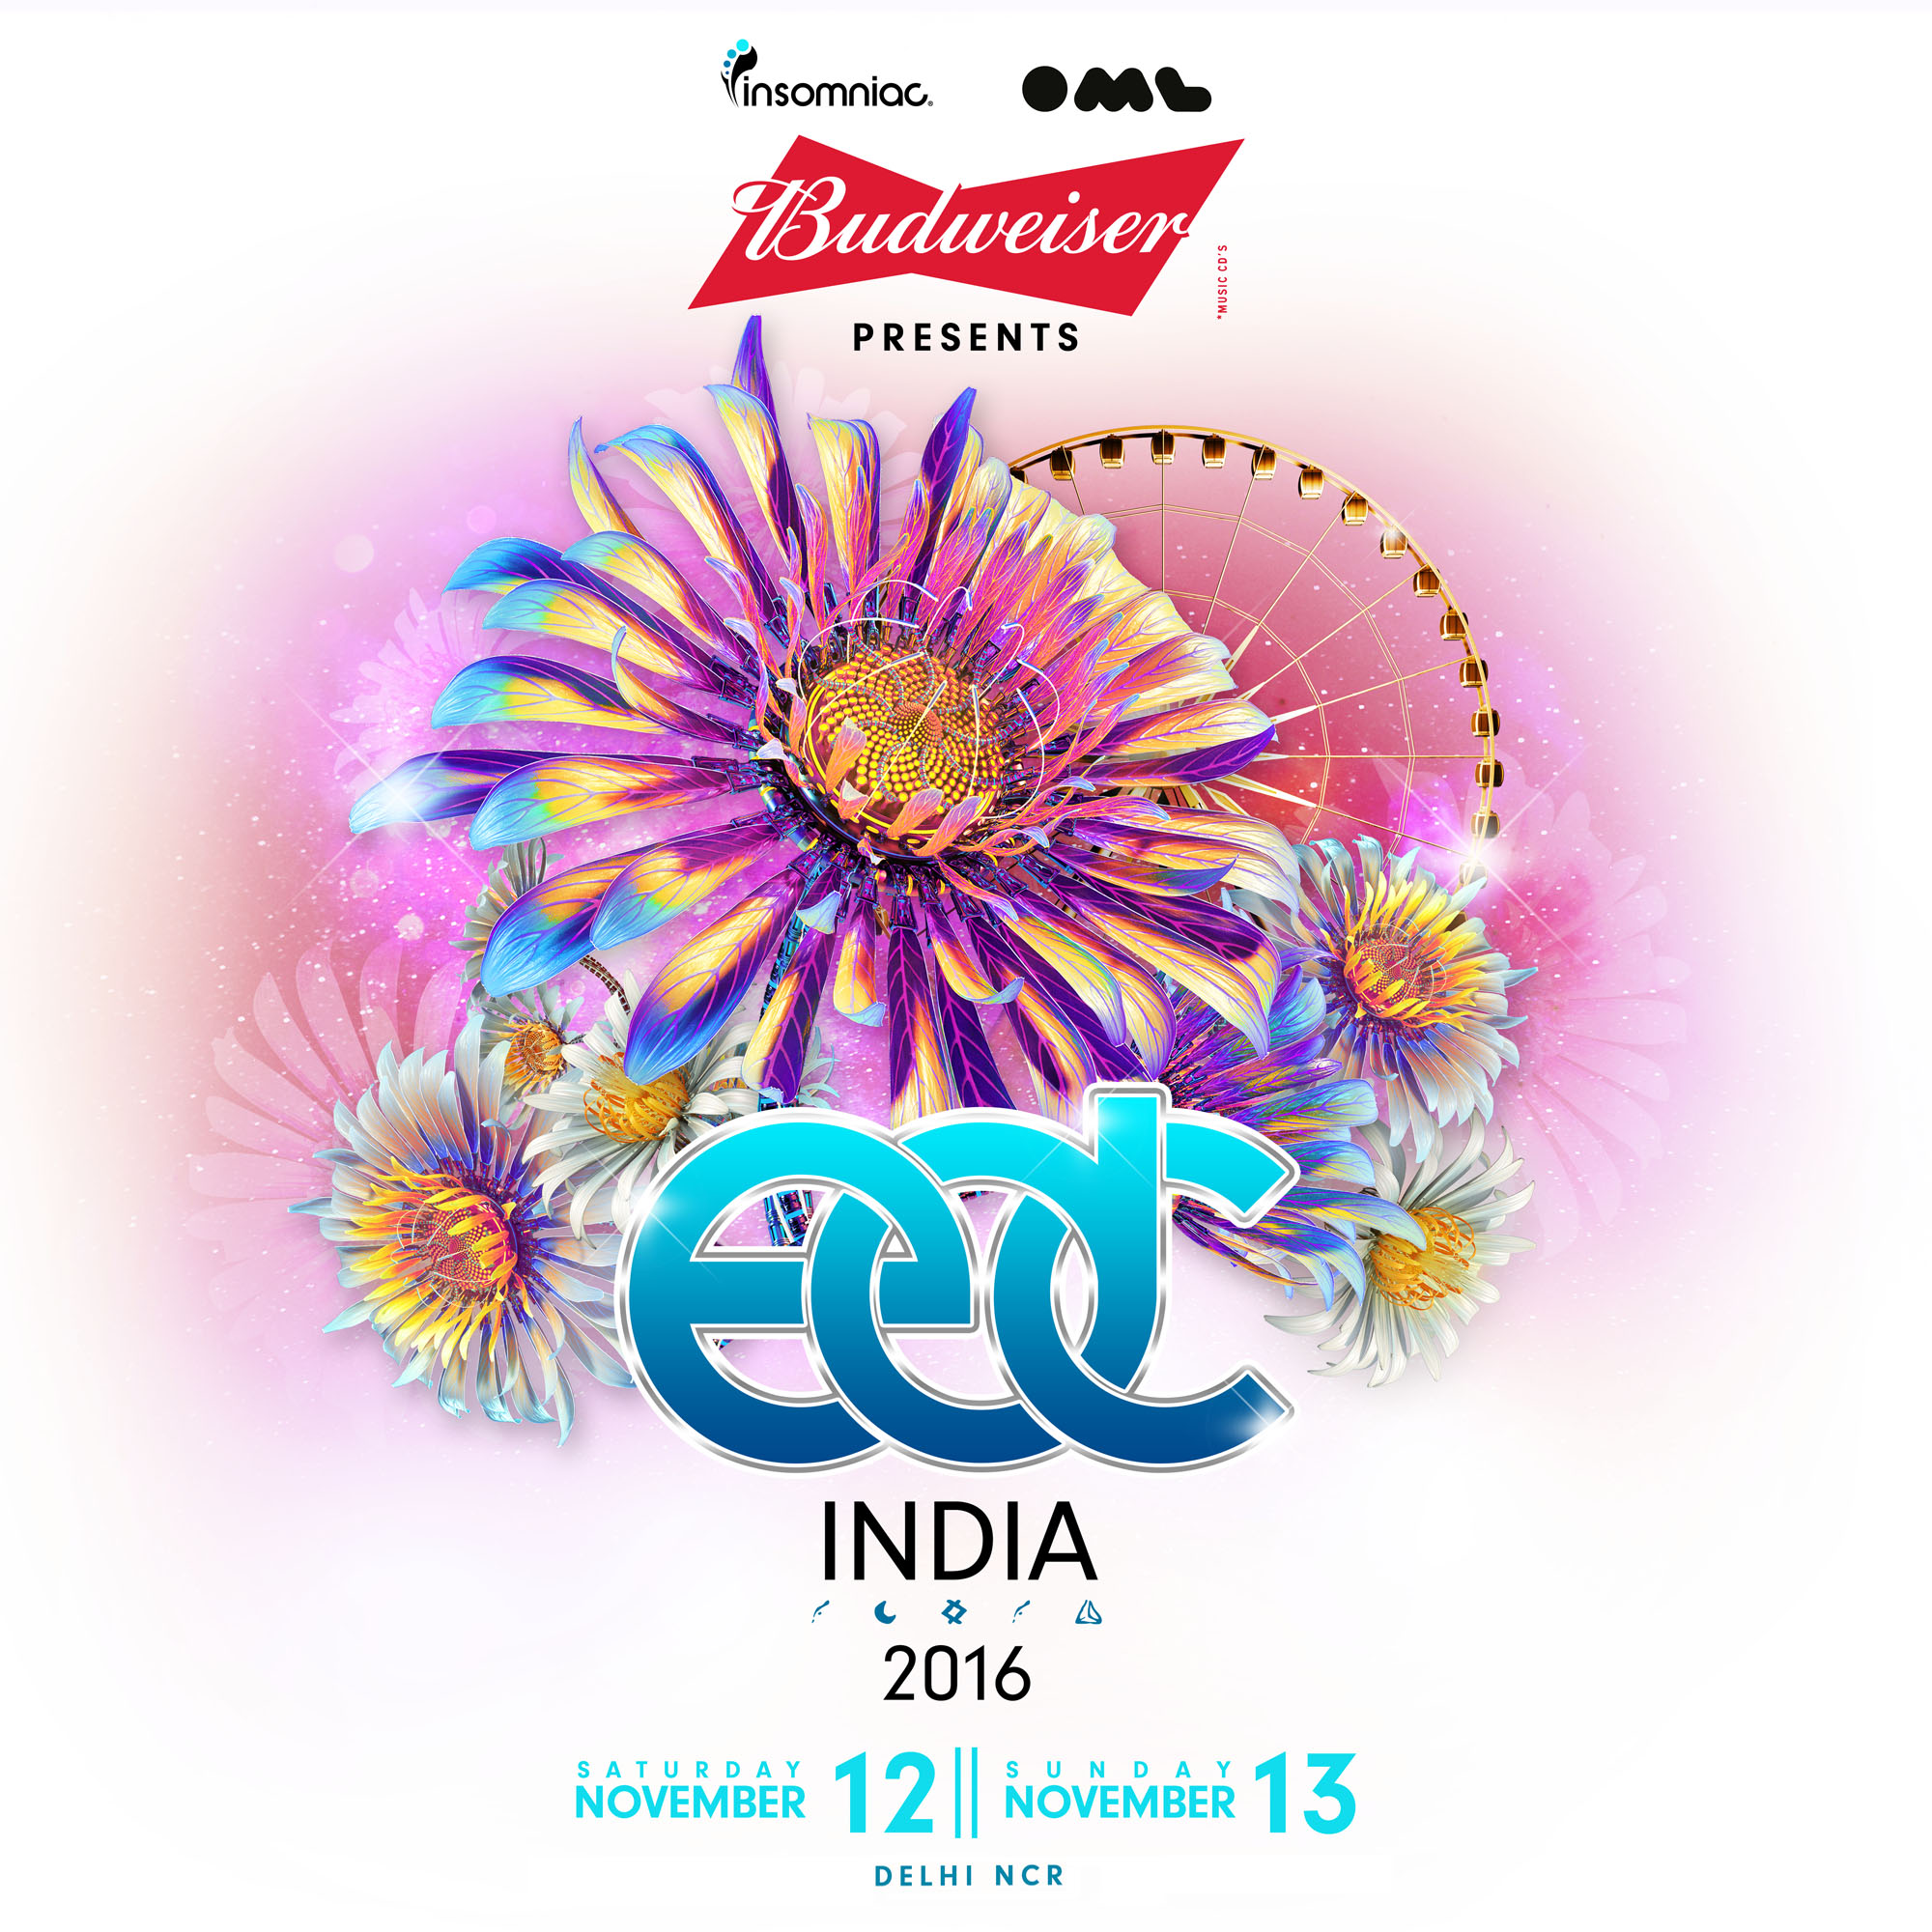 insomniac®
OML
Budweiser
*MUSIC CD'S
PRESENTS
edc
INDIA
2016
SATURDAY
NOVEMBER 12
SUNDAY
NOVEMBER 13
DELHI NCR